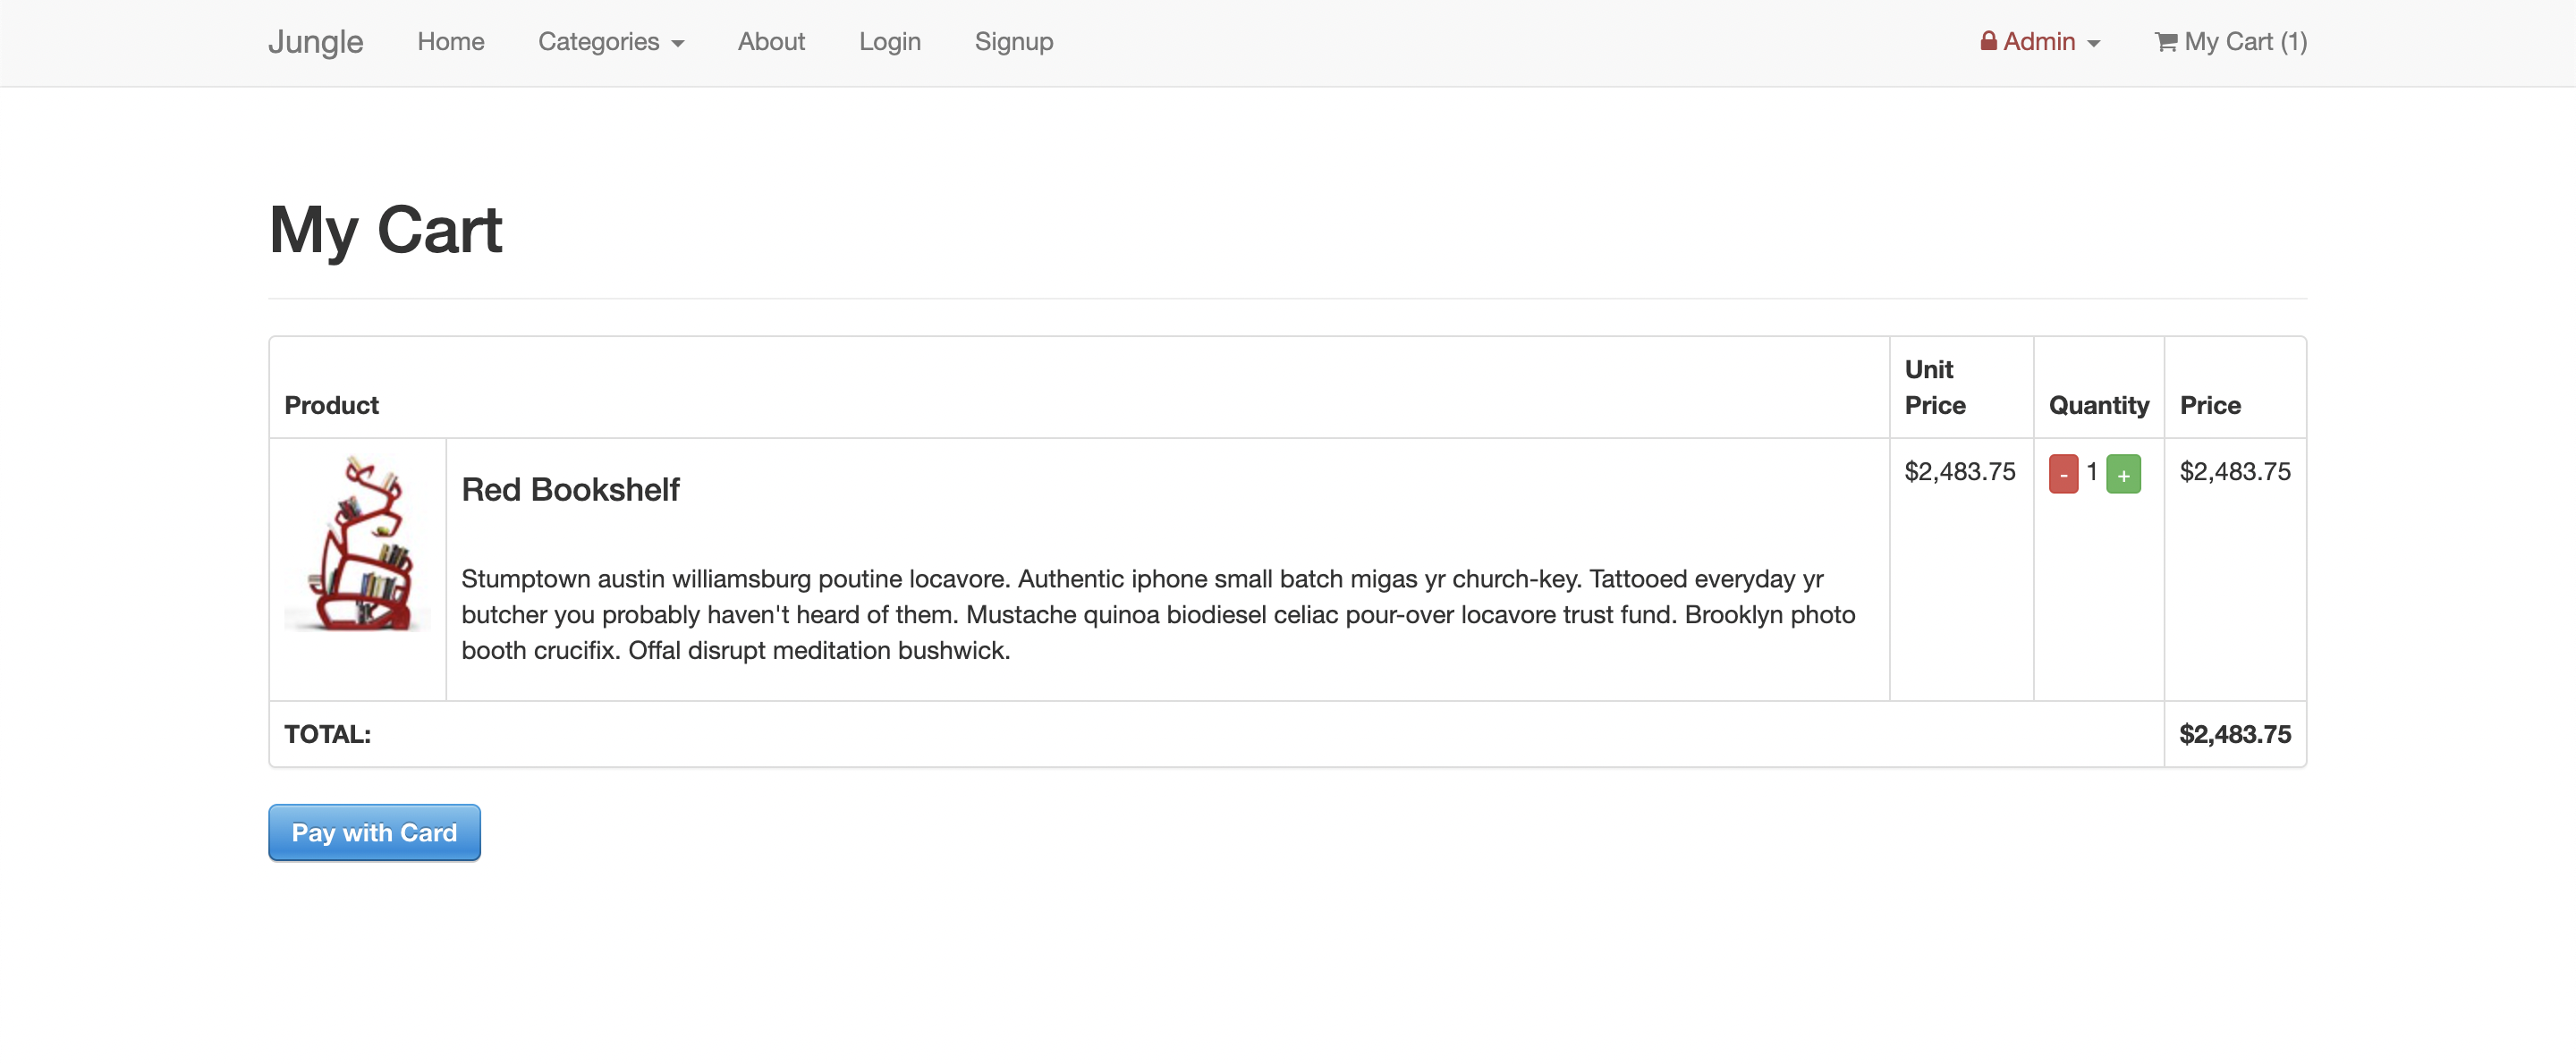 Jungle Home Categories About Login Signup Admin My Cart (1)
My Cart
Product Unit Price Quantity Price
Red Bookshelf $2,483.75 - 1 + $2,483.75
Stumptown austin williamsburg poutine locavore. Authentic iphone small batch migas yr church-key. Tattooed everyday yr
butcher you probably haven't heard of them. Mustache quinoa biodiesel celiac pour-over locavore trust fund. Brooklyn photo
booth crucifix. Offal disrupt meditation bushwick.
TOTAL: $2,483.75
Pay with Card